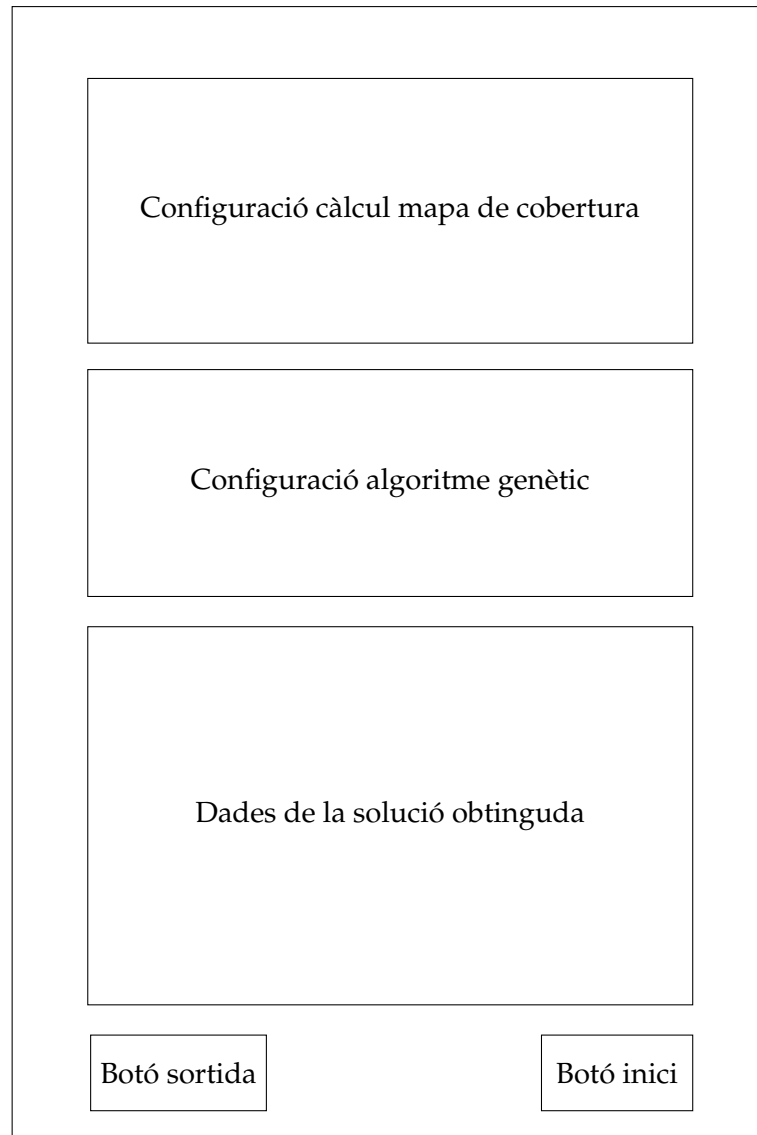 Configuració càlcul mapa de cobertura
Configuració algoritme genètic
Dades de la solució obtinguda
Botó sortida
Botó inici